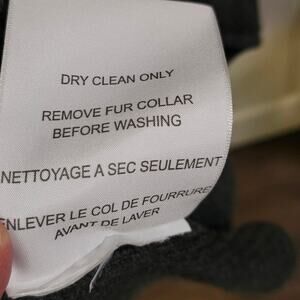 DRY CLEAN ONLY
REMOVE FUR COLLAR
BEFORE WASHING
NETTOYAGE A SEC SEULEMENT
ENLEVER LE COL DE FOURRURE
AVANT DE LAVER